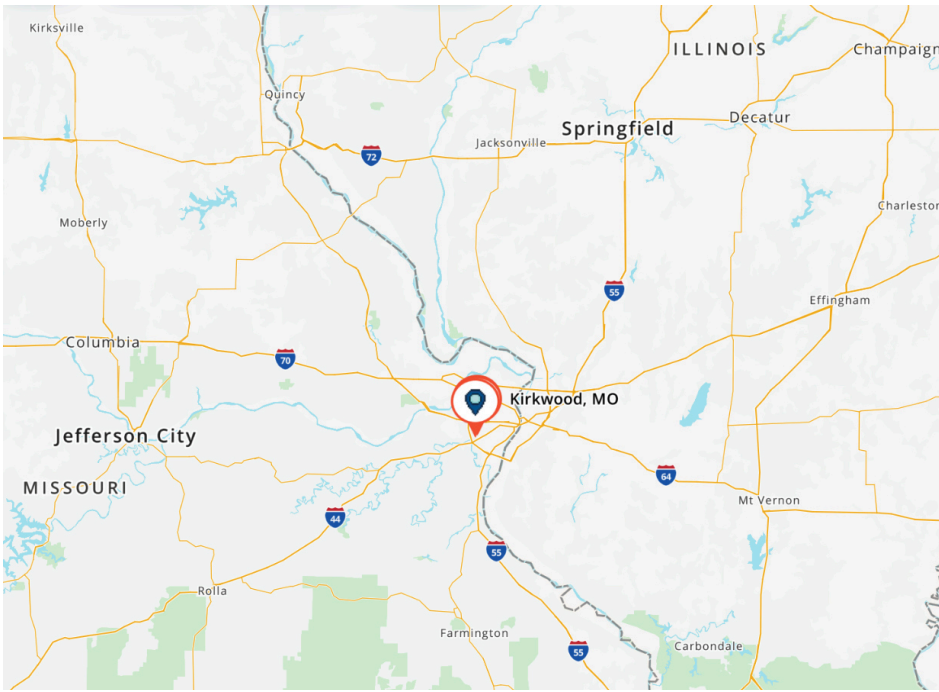 Kirksville
ILLINOIS
Champaign
Quincy
Springfield
Decatur
Jacksonville
72
Charleston
Moberly
55
Effingham
Columbia
70
Kirkwood, MO
Jefferson City
64
MISSOURI
Mt Vernon
44
55
Rolla
Farmington
Carbondale
55